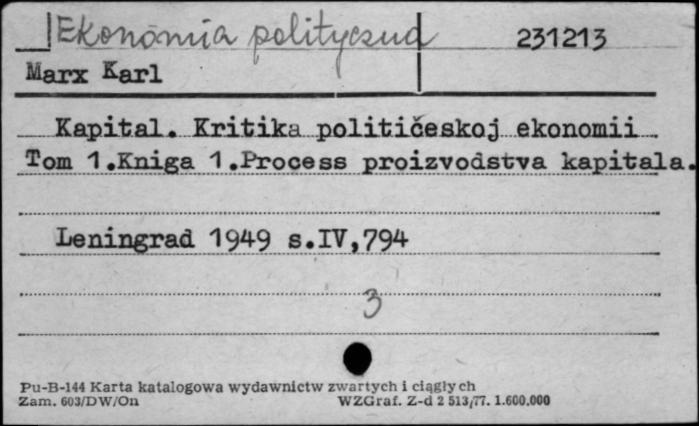 Ekonomia polityczna 231213
Marx Karl
Kapital. Kritika političeskoj ekonomii
Tom 1.Kniga 1.Process proizvodstva kapitala.
Leningrad 1949 s.IV,794
3
Pu-B-144 Karta katalogowa wydawnictw zwartych i ciągłych
Zam. 603/DW/On WZGraf. Z-d 2 513/77. 1.600.000